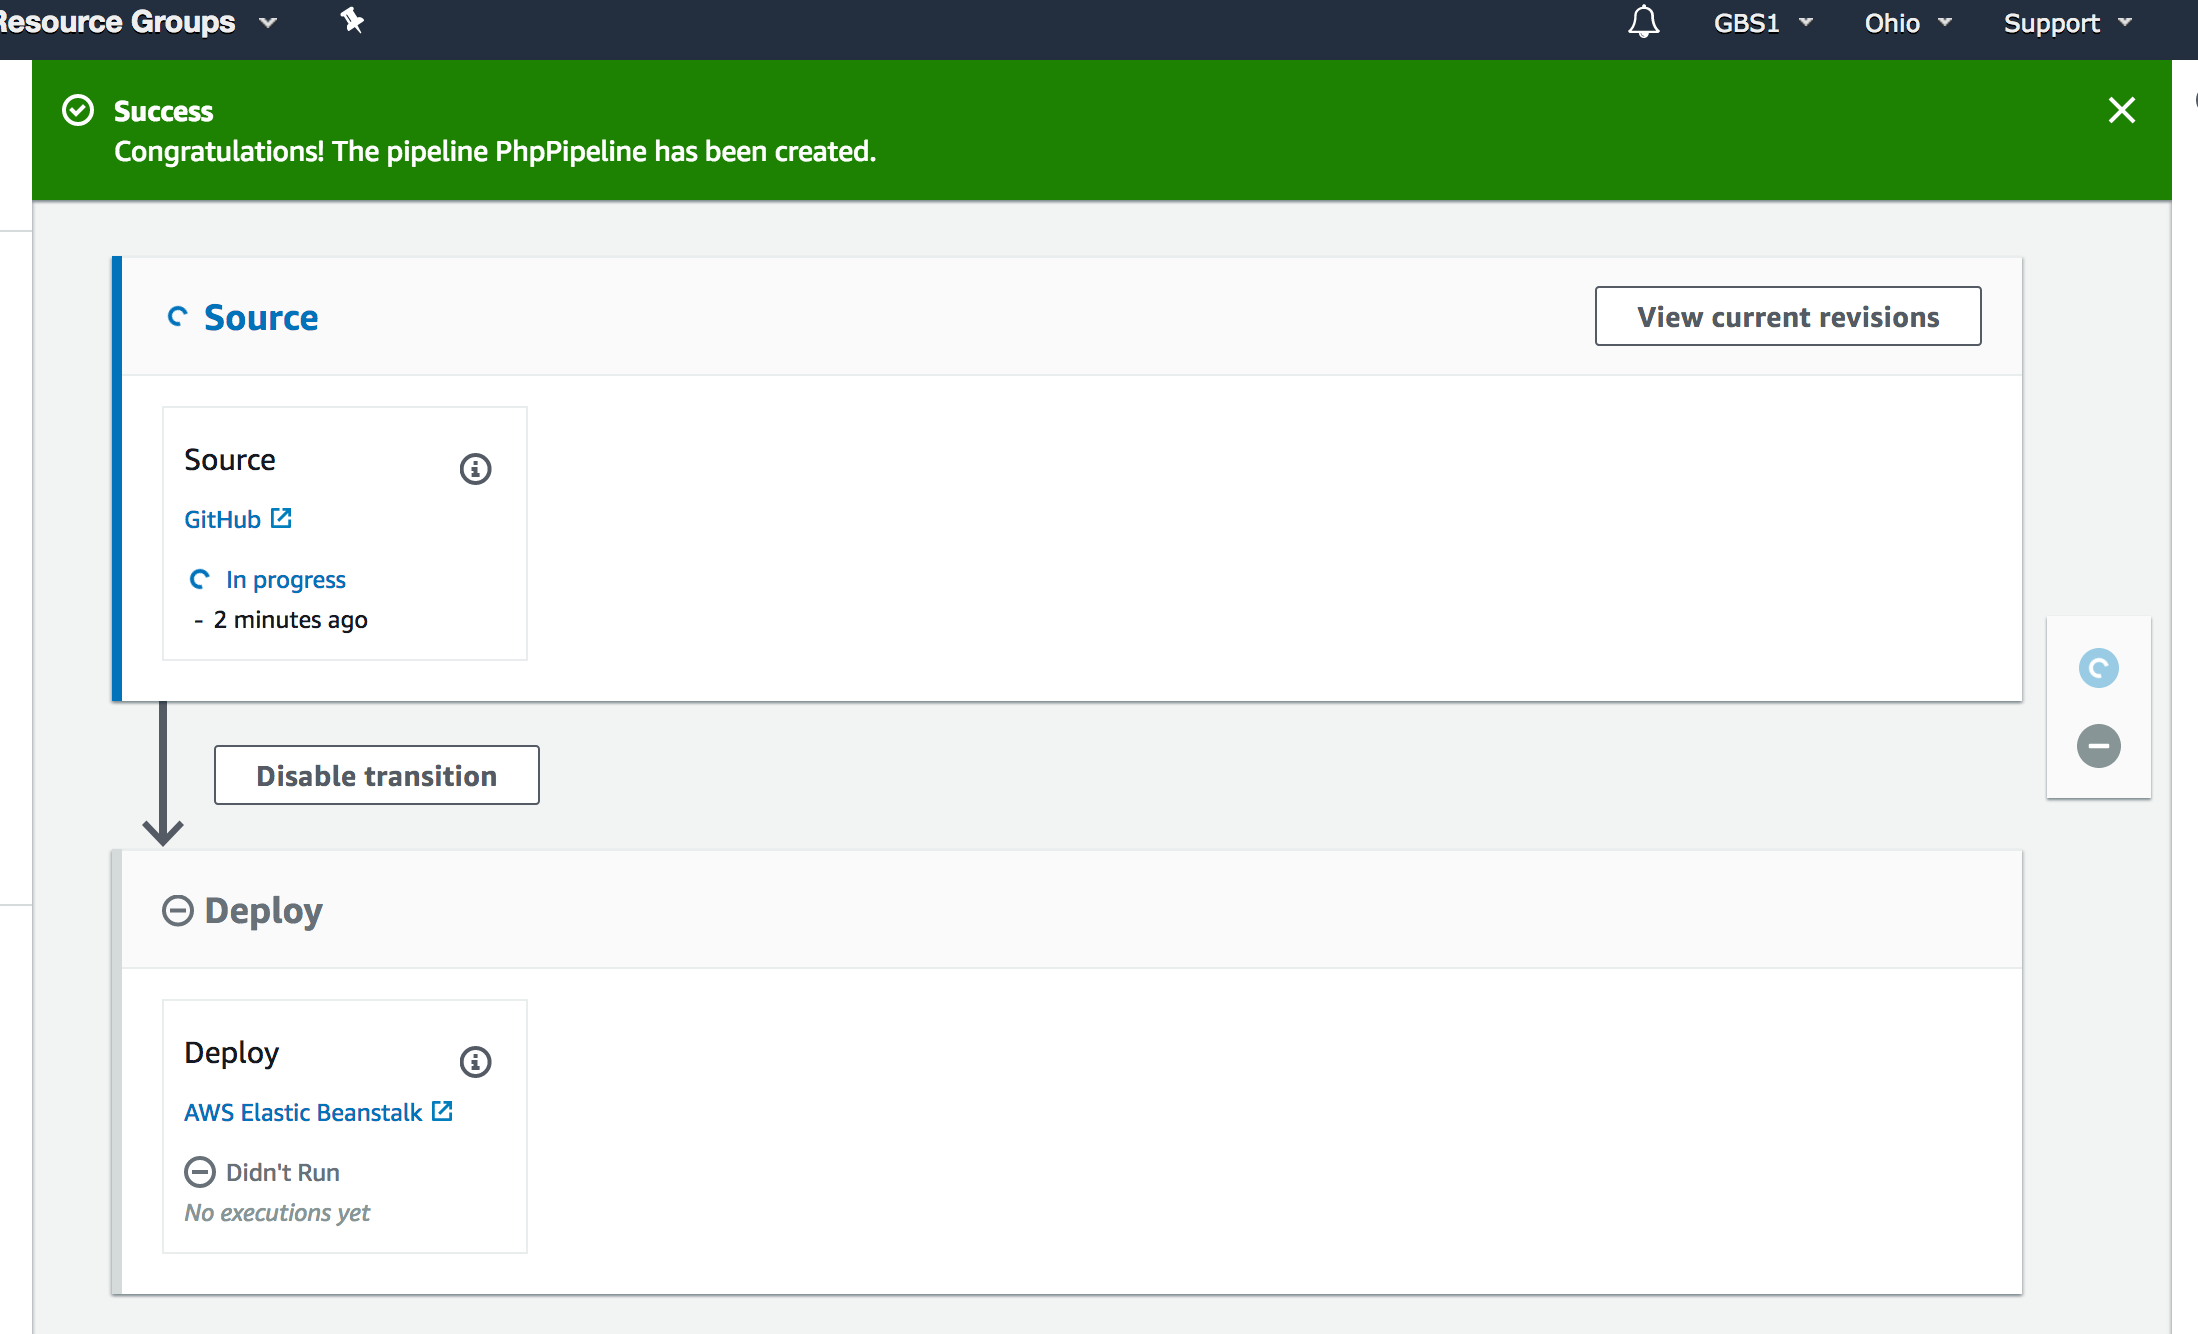 Resource Groups
GBS1
Ohio
Support
Success
Congratulations! The pipeline PhpPipeline has been created.
Source
View current revisions
Source
GitHub
In progress
- 2 minutes ago
Disable transition
Deploy
Deploy
AWS Elastic Beanstalk
Didn't Run
No executions yet